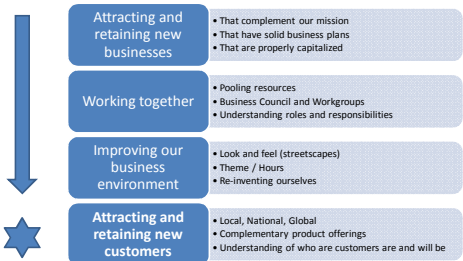 Attracting and
retaining new
businesses
• That complement our mission
• That have solid business plans
• That are properly capitalized
Working together
• Pooling resources
• Business Council and Workgroups
• Understanding roles and responsibilities
Improving our
business
environment
• Look and feel (streetscapes)
• Theme / Hours
• Re-inventing ourselves
Attracting and
retaining new
customers
• Local, National, Global
• Complementary product offerings
• Understanding of who are customers are and will be